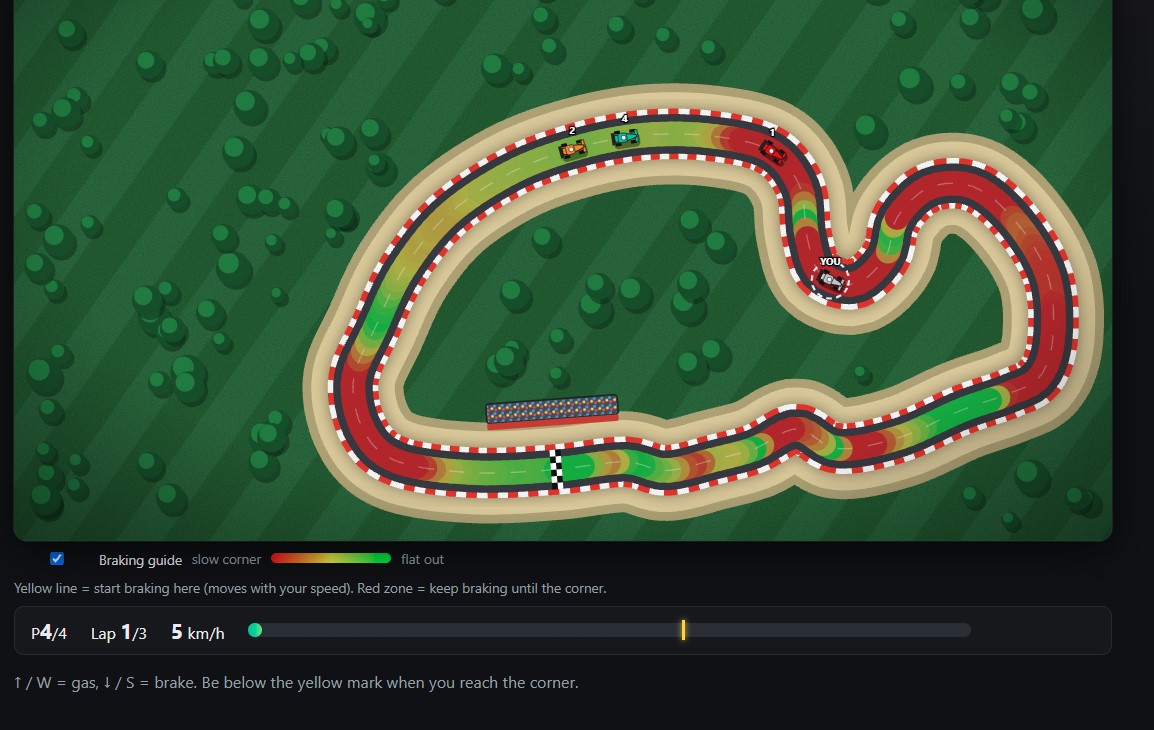 4
2
1
YOU
Braking guide slow corner flat out
Yellow line = start braking here (moves with your speed). Red zone = keep braking until the corner.
P4/4 Lap 1/3 5 km/h
↑ / W = gas, ↓ / S = brake. Be below the yellow mark when you reach the corner.